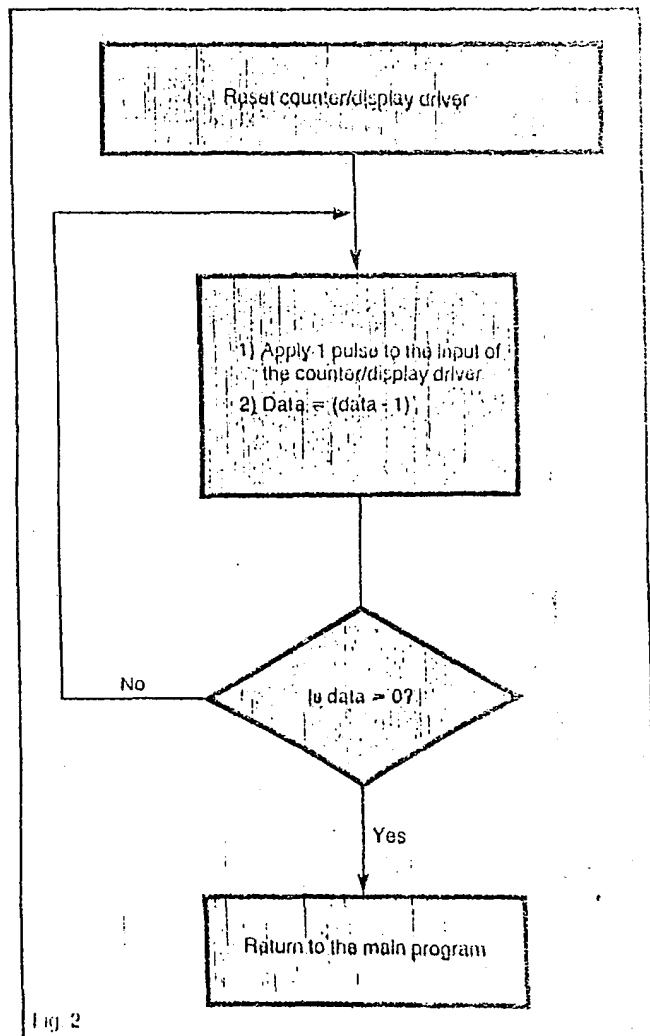 Reset counter/display driver
1) Apply 1 pulse to the input of
the counter/display driver
2) Data = (data - 1)
No
Is data = 0?
Yes
Return to the main program
Fig. 2